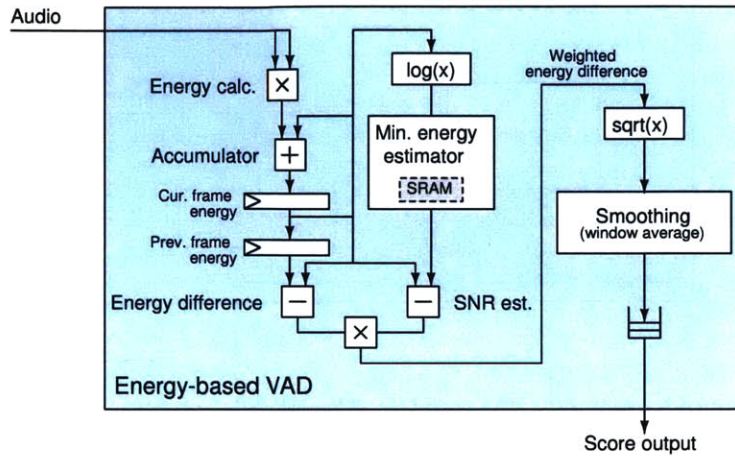 Audio
Energy calc.
×
Accumulator
+
Cur. frame
energy
Prev. frame
energy
Energy difference
−
log(x)
Min. energy
estimator
SRAM
−
SNR est.
×
Weighted
energy difference
sqrt(x)
Smoothing
(window average)
Energy-based VAD
Score output